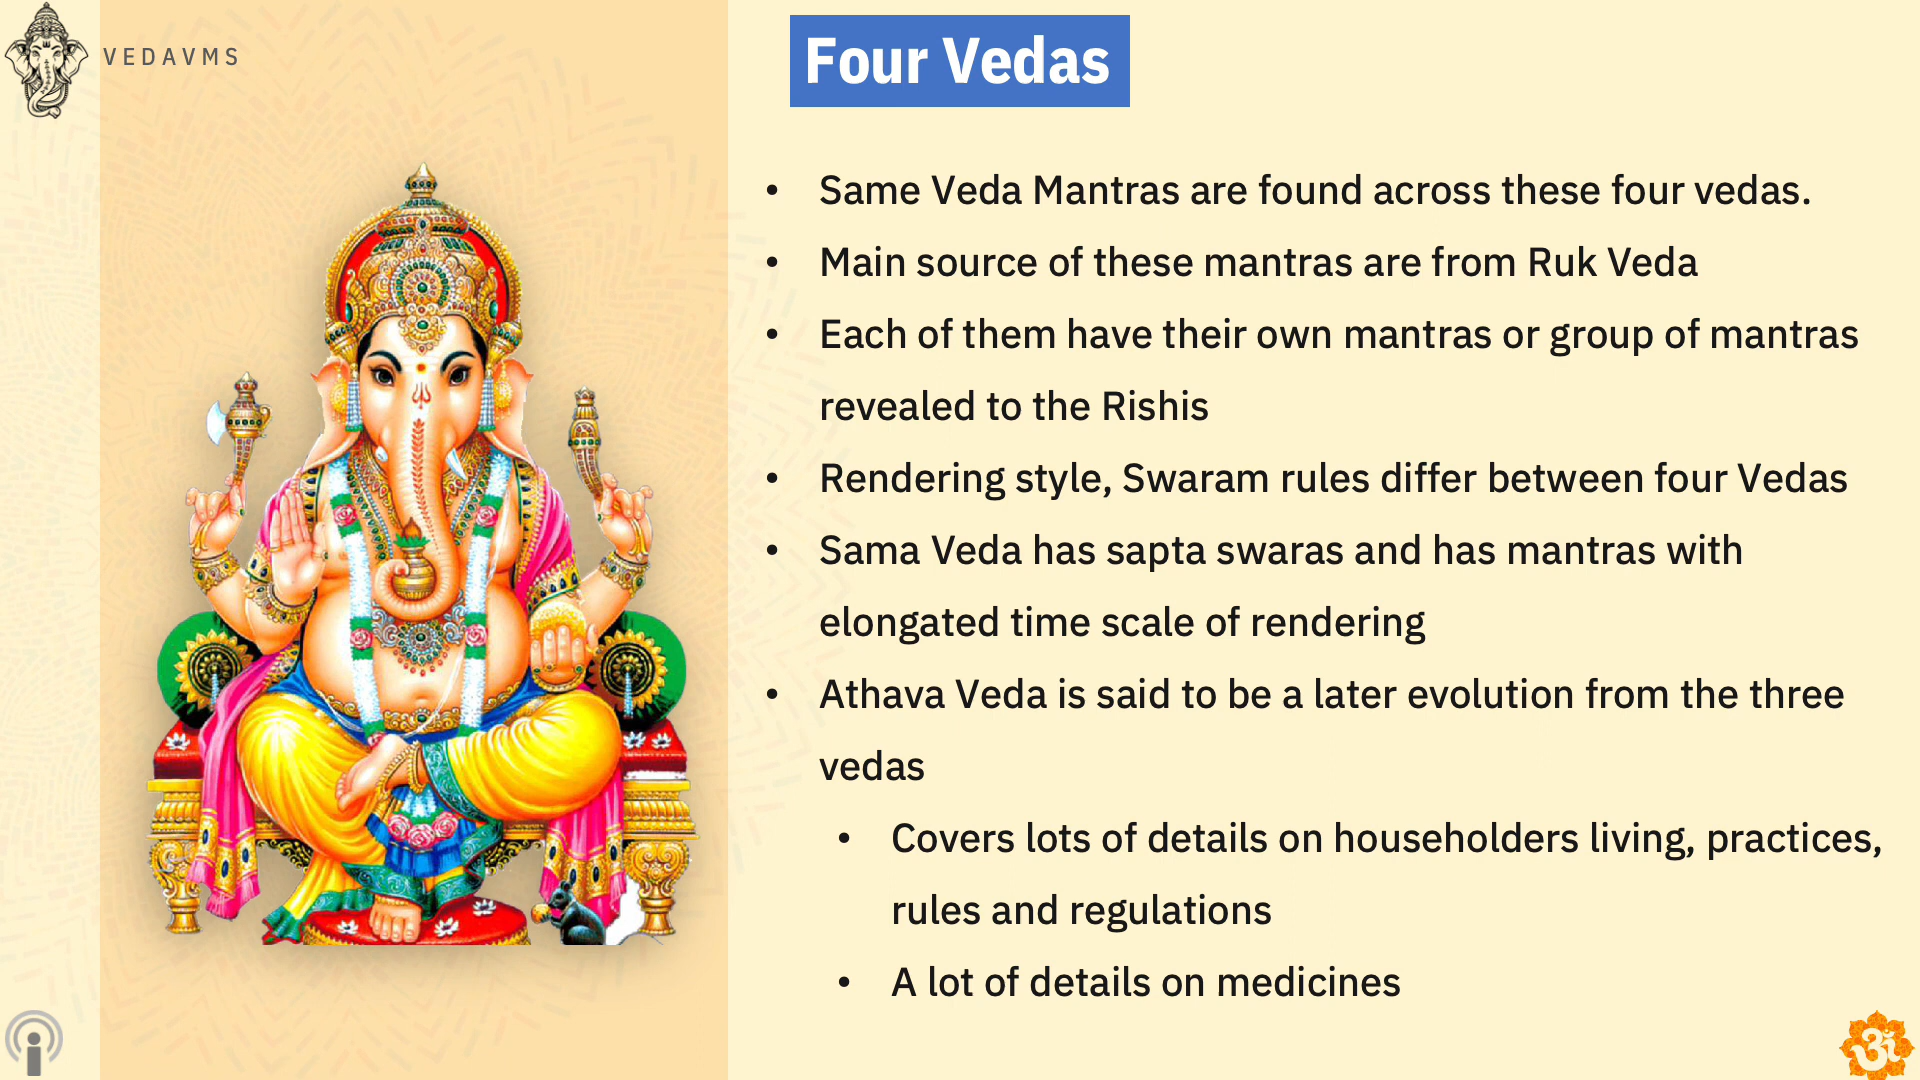 VEDAVMS
Four Vedas
• Same Veda Mantras are found across these four vedas.
• Main source of these mantras are from Ruk Veda
• Each of them have their own mantras or group of mantras
revealed to the Rishis
• Rendering style, Swaram rules differ between four Vedas
• Sama Veda has sapta swaras and has mantras with
elongated time scale of rendering
• Athava Veda is said to be a later evolution from the three
vedas
• Covers lots of details on householders living, practices,
rules and regulations
• A lot of details on medicines
ॐ